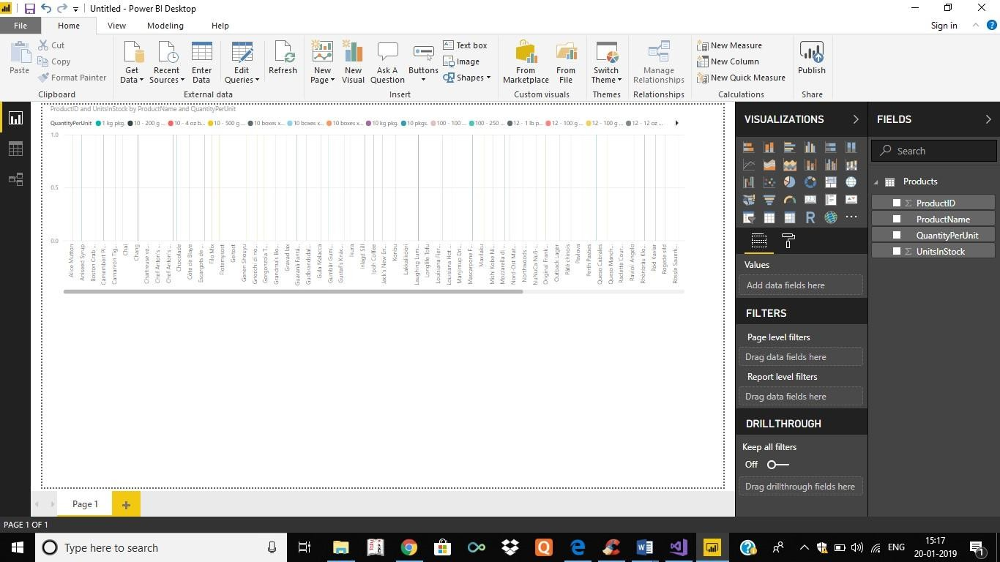 Untitled - Power BI Desktop
File Home View Modeling Help Sign in
Paste
Cut
Copy
Format Painter
Clipboard
Get Data
Recent Sources
Enter Data
Edit Queries
Refresh
External data
New Page
New Visual
Ask A Question
Buttons
Text box
Image
Shapes
Insert
From Marketplace
From File
Custom visuals
Switch Theme
Themes
Manage Relationships
Relationships
New Measure
New Column
New Quick Measure
Calculations
Publish
Share
ProductID and UnitsInStock by ProductName and QuantityPerUnit
QuantityPerUnit 1 kg pkg. 10 - 200 g ... 10 - 4 oz b... 10 - 500 g ... 10 boxes x... 10 boxes x... 10 boxes x... 10 kg pkg. 10 pkgs. 100 - 100 ... 100 - 250 ... 12 - 1 lb p... 12 - 100 g ... 12 - 100 g ... 12 - 12 oz ...
1.0
0.5
0.0
Alice Mutton
Aniseed Syrup
Boston Crab ...
Camembert Pi...
Carnarvon Tig...
Chai
Chang
Chartreuse ve...
Chef Anton's ...
Chef Anton's ...
Chocolade
Côte de Blaye
Escargots de ...
Filo Mix
Flotemysost
Geitost
Genen Shouyu
Gnocchi di no...
Gorgonzola T...
Grandma's Bo...
Gravad lax
Guaraná Fantá...
Gudbrandsdal...
Gula Malacca
Gumbär Gum...
Gustaf's Knäc...
Ikura
Inlagd Sill
Ipoh Coffee
Jack's New En...
Konbu
Lakkalikööri
Laughing Lum...
Longlife Tofu
Louisiana Fier...
Louisiana Hot ...
Manjimup Dri...
Mascarpone F...
Maxilaku
Mishi Kobe Ni...
Mozzarella di ...
Nord-Ost Mat...
Northwoods ...
NuNuCa Nuß-...
Original Frank...
Outback Lager
Pâté chinois
Pavlova
Perth Pasties
Queso Cabrales
Queso Manch...
Raclette Cour...
Ravioli Angelo
Rhönbräu Klo...
Röd Kaviar
Rogede sild
Rössle Sauerk...
VISUALIZATIONS
R
Values
Add data fields here
FILTERS
Page level filters
Drag data fields here
Report level filters
Drag data fields here
DRILLTHROUGH
Keep all filters
Off
Drag drillthrough fields here
FIELDS
Search
Products
Σ ProductID
ProductName
QuantityPerUnit
Σ UnitsInStock
Page 1
PAGE 1 OF 1
Type here to search
ENG
15:17
20-01-2019
1